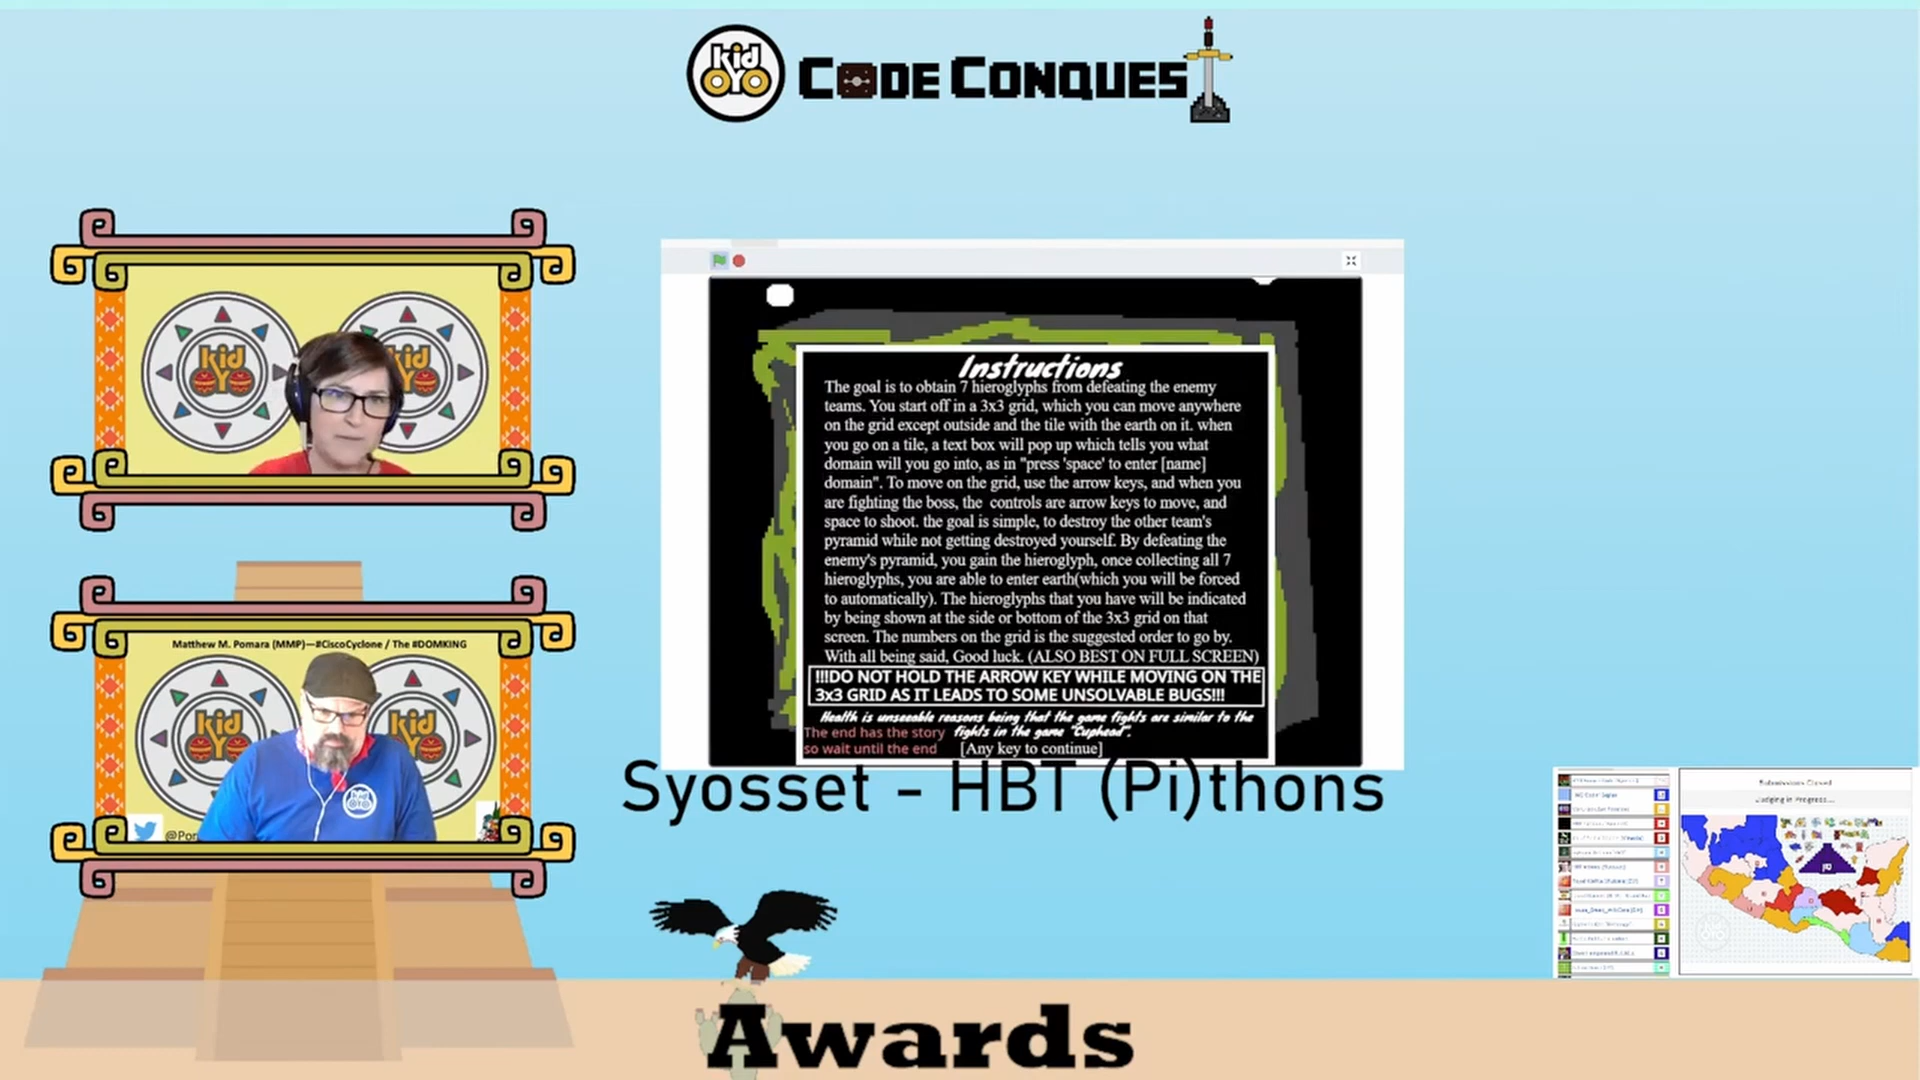 kid
OYO
CODE CONQUEST
kid
kid
YO
Instructions
The goal is to obtain 7 hieroglyphs from defeating the enemy
teams. You start off in a 3x3 grid, which you can move anywhere
on the grid except outside and the tile with the earth on it. when
you go on a tile, a text box will pop up which tells you what
domain will you go into, as in "press 'space' to enter [name]
domain". To move on the grid, use the arrow keys, and when you
are fighting the boss, the controls are arrow keys to move, and
space to shoot. the goal is simple, to destroy the other team's
pyramid while not getting destroyed yourself. By defeating the
enemy's pyramid, you gain the hieroglyph, once collecting all 7
hieroglyphs, you are able to enter earth(which you will be forced
to automatically). The hieroglyphs that you have will be indicated
by being shown at the side or bottom of the 3x3 grid on that
screen. The numbers on the grid is the suggested order to go by.
With all being said, Good luck. (ALSO BEST ON FULL SCREEN)
!!!DO NOT HOLD THE ARROW KEY WHILE MOVING ON THE
3x3 GRID AS IT LEADS TO SOME UNSOLVABLE BUGS!!!
Health is unseeable reasons being that the game fights are similar to the
fights in the game "Cuphead".
The end has the story
so wait until the end
[Any key to continue]
Matthew M. Pomara (MMP)—#CiscoCyclone / The #DOMKING
kid
kid
@Por
Syosset - HBT (Pi)thons
Submissions Closed
Judging in Progress...
Awards